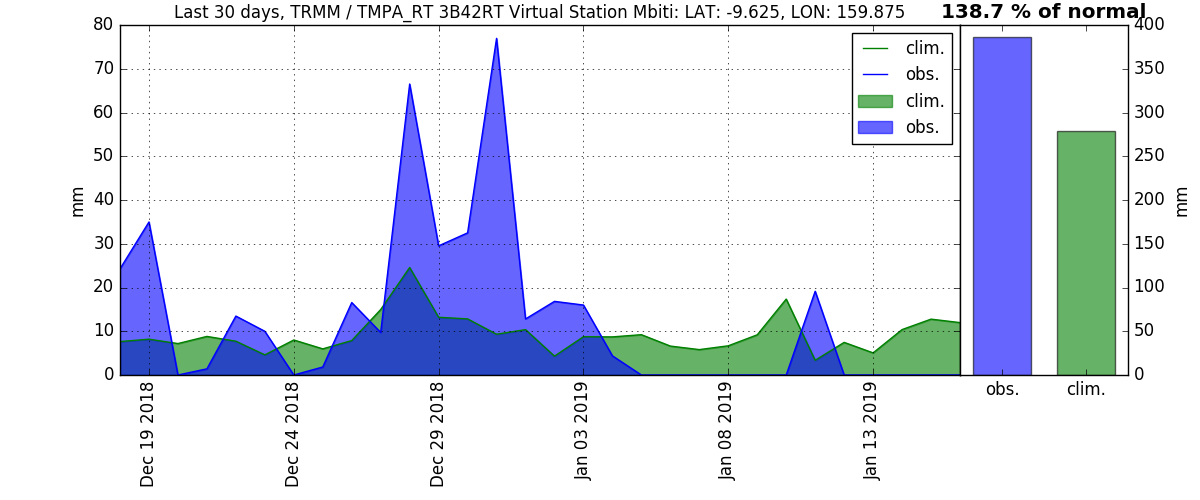 Last 30 days, TRMM / TMPA_RT 3B42RT Virtual Station Mbiti: LAT: -9.625, LON: 159.875
138.7 % of normal
80
70
60
50
40
30
20
10
0
mm
clim.
obs.
clim.
obs.
Dec 19 2018
Dec 24 2018
Dec 29 2018
Jan 03 2019
Jan 08 2019
Jan 13 2019
400
350
300
250
200
150
100
50
0
mm
obs.
clim.